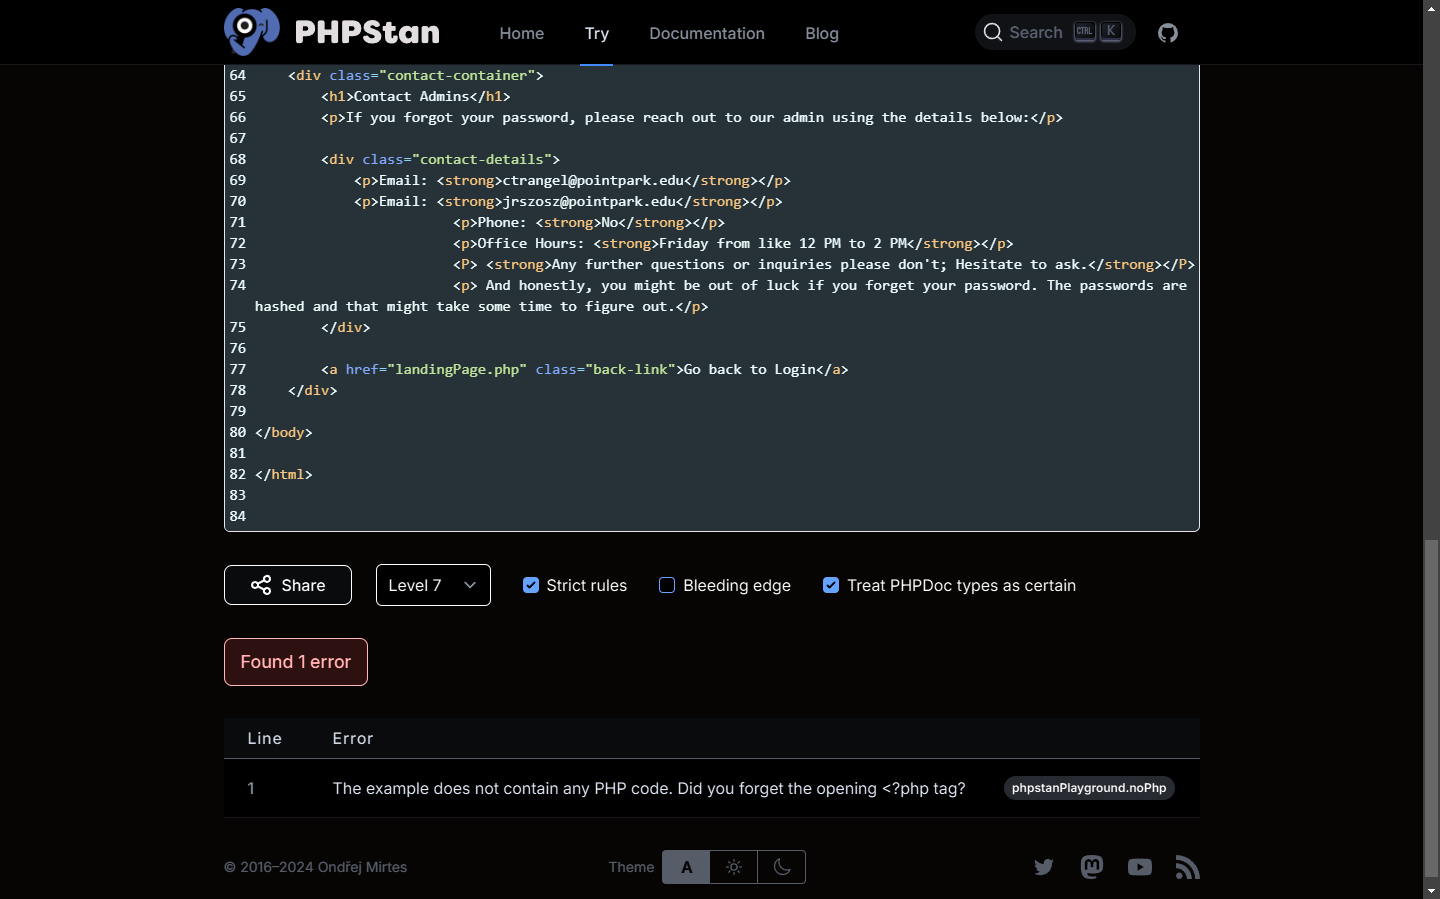 PHPStan
Home Try Documentation Blog
Search CTRL K
64 <div class="contact-container">
65 <h1>Contact Admins</h1>
66 <p>If you forgot your password, please reach out to our admin using the details below:</p>
67
68 <div class="contact-details">
69 <p>Email: <strong>ctrangel@pointpark.edu</strong></p>
70 <p>Email: <strong>jrszosz@pointpark.edu</strong></p>
71 <p>Phone: <strong>No</strong></p>
72 <p>Office Hours: <strong>Friday from like 12 PM to 2 PM</strong></p>
73 <P> <strong>Any further questions or inquiries please don't; Hesitate to ask.</strong></P>
74 <p> And honestly, you might be out of luck if you forget your password. The passwords are
hashed and that might take some time to figure out.</p>
75 </div>
76
77 <a href="landingPage.php" class="back-link">Go back to Login</a>
78 </div>
79
80 </body>
81
82 </html>
83
84
Share Level 7 Strict rules Bleeding edge Treat PHPDoc types as certain
Found 1 error
Line Error
1 The example does not contain any PHP code. Did you forget the opening <?php tag? phpstanPlayground.noPhp
© 2016–2024 Ondřej Mirtes Theme A